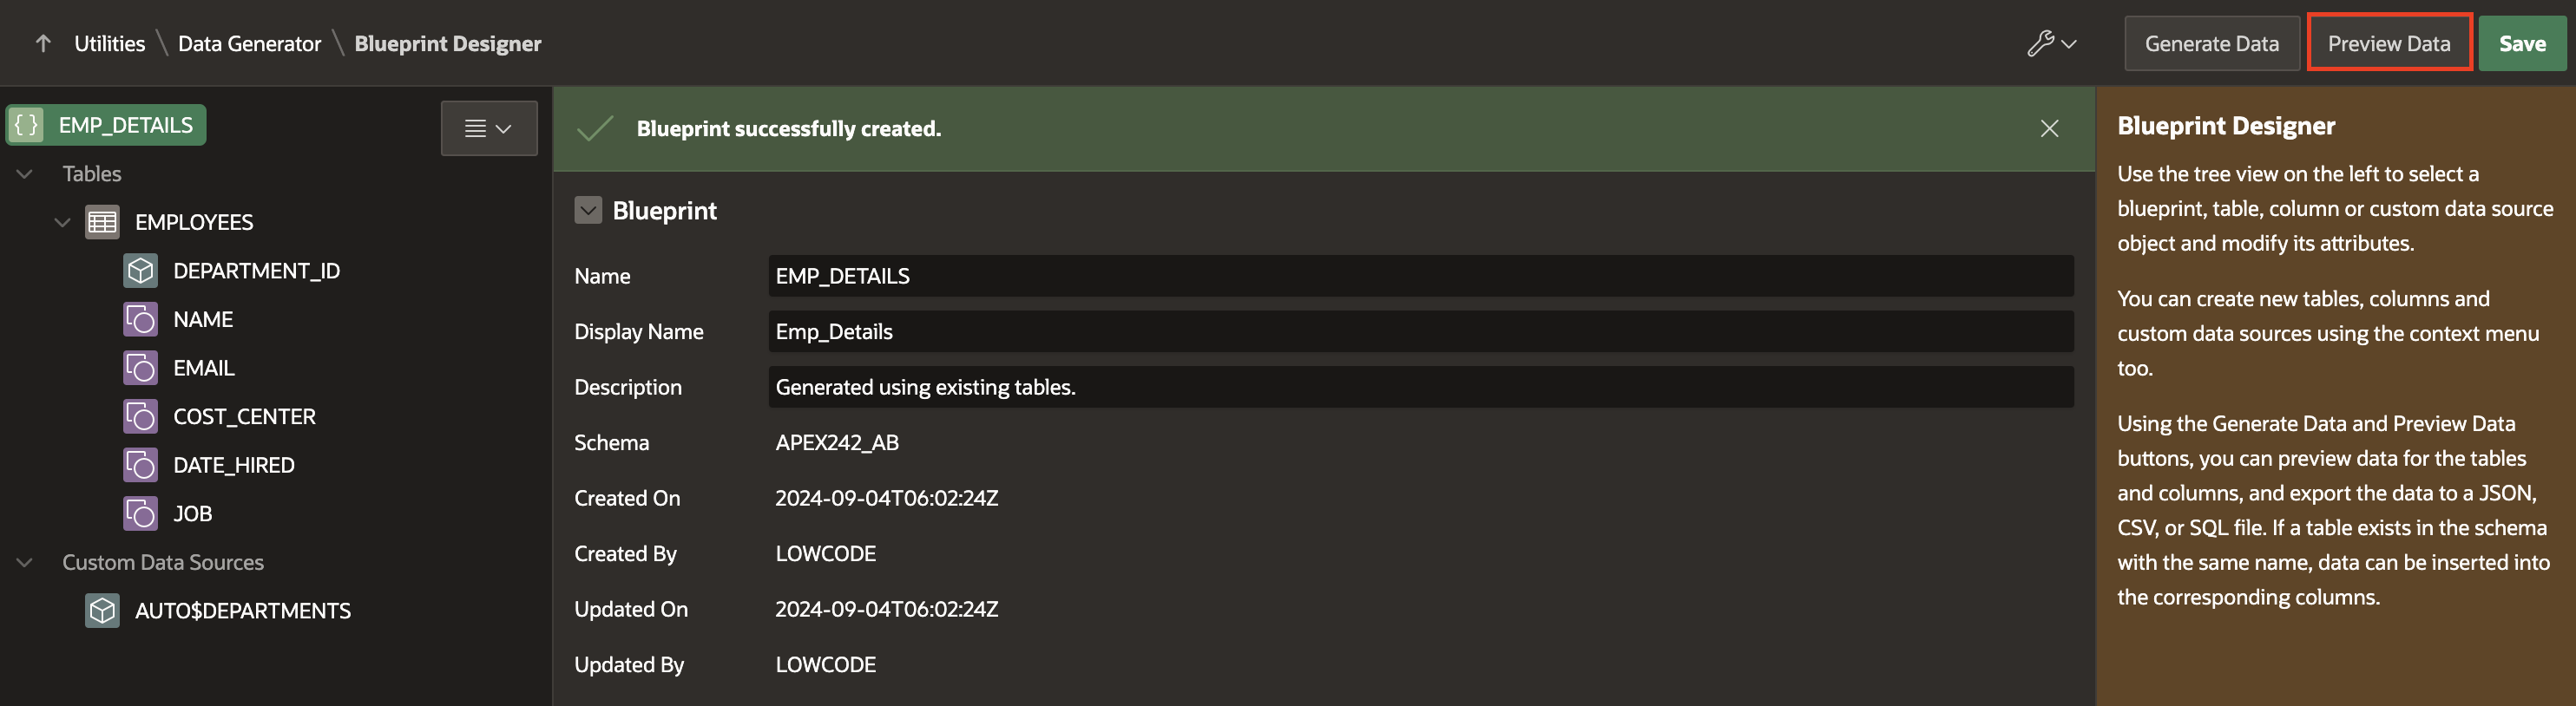 Utilities \ Data Generator \ Blueprint Designer
Generate Data
Preview Data
Save
{ } EMP_DETAILS
Tables
EMPLOYEES
DEPARTMENT_ID
NAME
EMAIL
COST_CENTER
DATE_HIRED
JOB
Custom Data Sources
AUTO$DEPARTMENTS
Blueprint successfully created.
Blueprint
Name EMP_DETAILS
Display Name Emp_Details
Description Generated using existing tables.
Schema APEX242_AB
Created On 2024-09-04T06:02:24Z
Created By LOWCODE
Updated On 2024-09-04T06:02:24Z
Updated By LOWCODE
Blueprint Designer
Use the tree view on the left to select a
blueprint, table, column or custom data source
object and modify its attributes.
You can create new tables, columns and
custom data sources using the context menu
too.
Using the Generate Data and Preview Data
buttons, you can preview data for the tables
and columns, and export the data to a JSON,
CSV, or SQL file. If a table exists in the schema
with the same name, data can be inserted into
the corresponding columns.